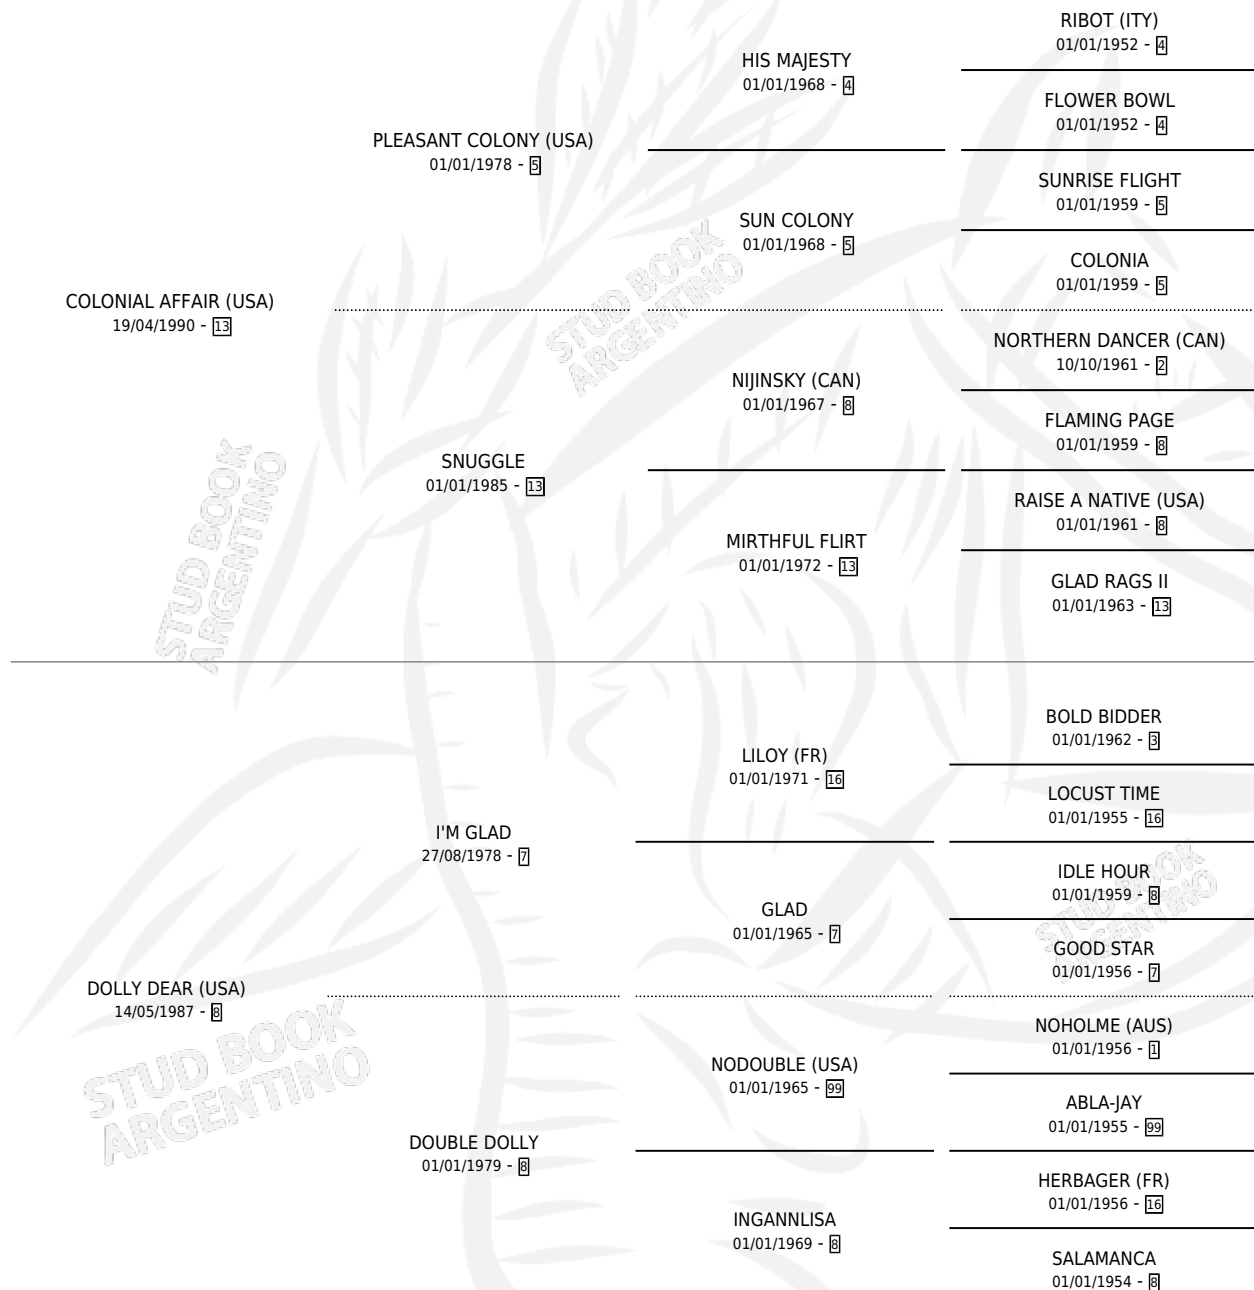 RIBOT (ITY)
01/01/1952 - 4
HIS MAJESTY
01/01/1968 - 4
FLOWER BOWL
01/01/1952 - 4
PLEASANT COLONY (USA)
01/01/1978 - 5
SUNRISE FLIGHT
01/01/1959 - 5
SUN COLONY
01/01/1968 - 5
COLONIA
01/01/1959 - 5
COLONIAL AFFAIR (USA)
19/04/1990 - 13
NORTHERN DANCER (CAN)
10/10/1961 - 2
NIJINSKY (CAN)
01/01/1967 - 8
FLAMING PAGE
01/01/1959 - 8
SNUGGLE
01/01/1985 - 13
RAISE A NATIVE (USA)
01/01/1961 - 8
MIRTHFUL FLIRT
01/01/1972 - 13
GLAD RAGS II
01/01/1963 - 13
BOLD BIDDER
01/01/1962 - 3
LILOY (FR)
01/01/1971 - 16
LOCUST TIME
01/01/1955 - 16
I'M GLAD
27/08/1978 - 7
IDLE HOUR
01/01/1959 - 8
GLAD
01/01/1965 - 7
GOOD STAR
01/01/1956 - 7
DOLLY DEAR (USA)
14/05/1987 - 8
NOHOLME (AUS)
01/01/1956 - 1
NODOUBLE (USA)
01/01/1965 - 99
ABLA-JAY
01/01/1955 - 99
DOUBLE DOLLY
01/01/1979 - 8
HERBAGER (FR)
01/01/1956 - 16
INGANNLISA
01/01/1969 - 8
SALAMANCA
01/01/1954 - 8
STUD BOOK
ARGENTINO
STUD BOOK
ARGENTINO
STUD BOOK
ARGENTINO
STUD BOOK
ARGENTINO